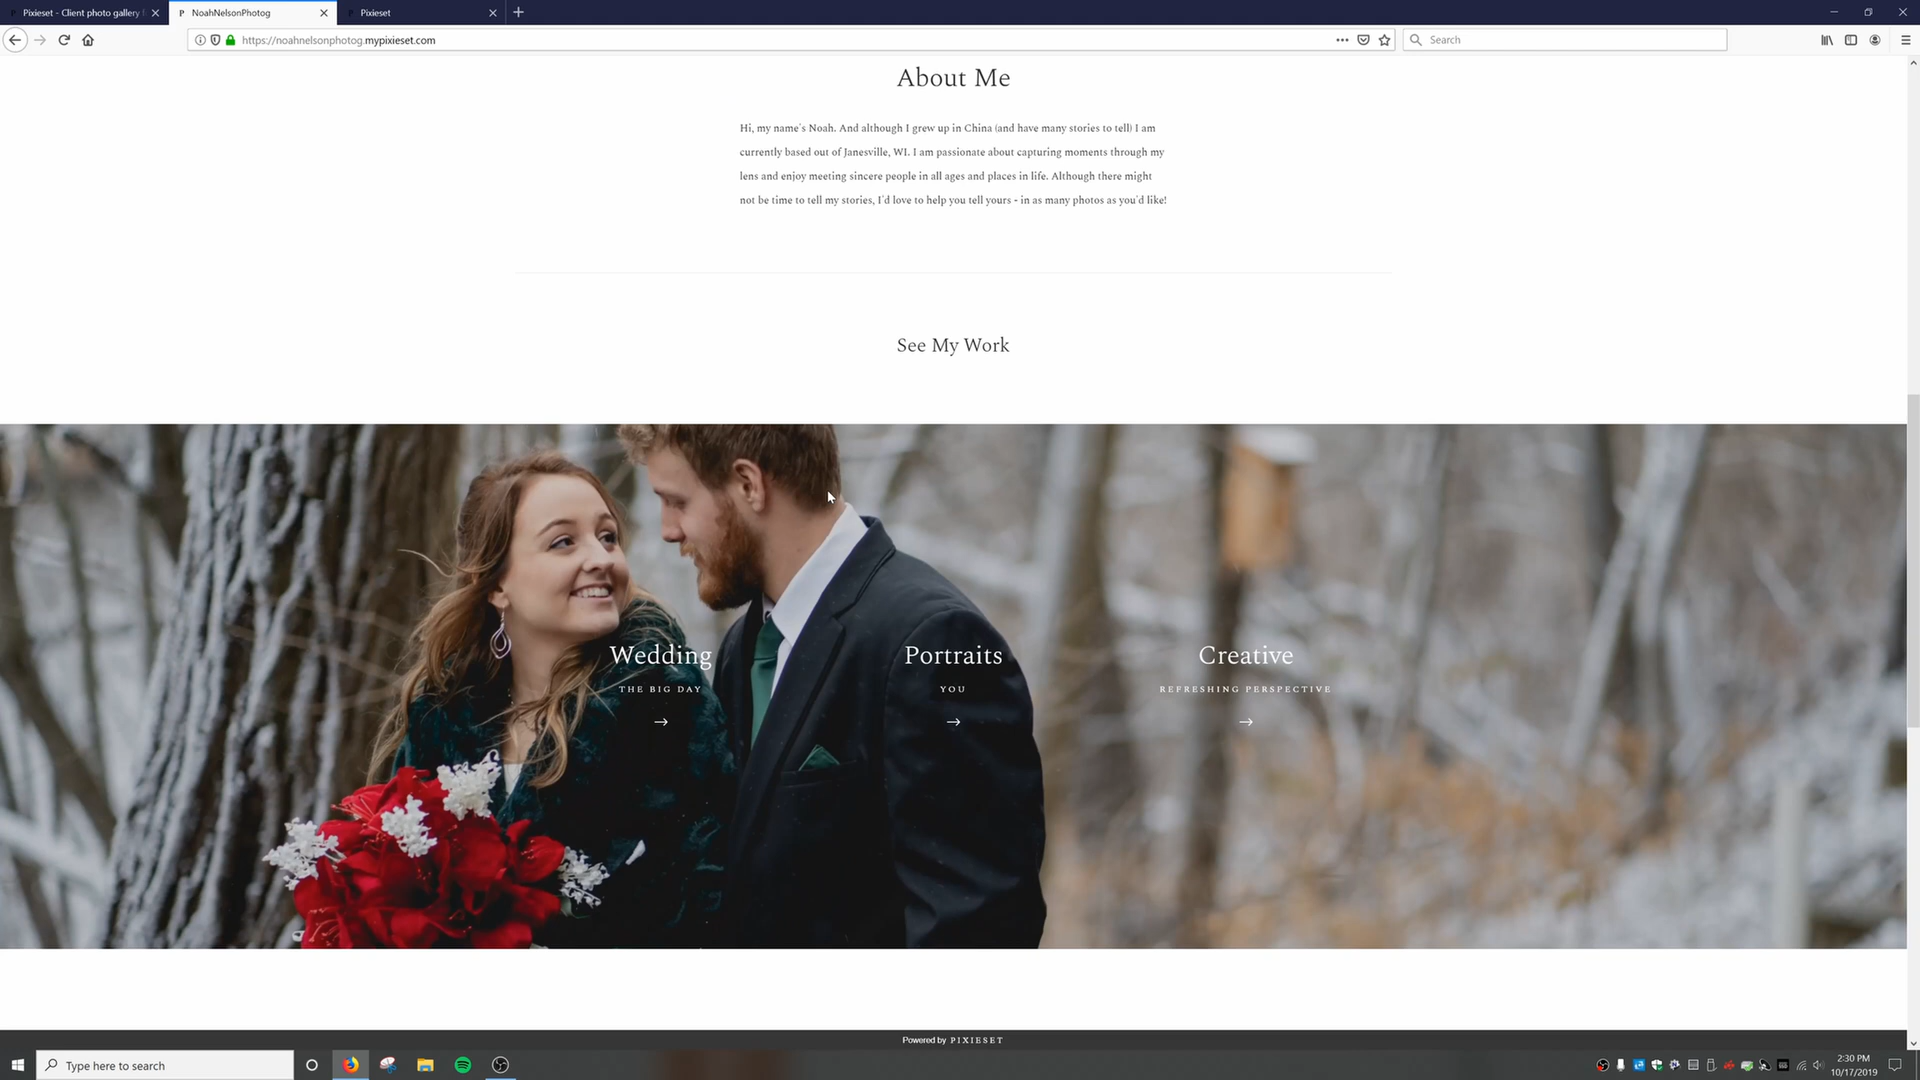 Pixieset - Client photo gallery
NoahNelsonPhotog
Pixieset
https://noahnelsonphotog.mypixieset.com
Search
About Me
Hi, my name's Noah. And although I grew up in China (and have many stories to tell) I am
currently based out of Janesville, WI. I am passionate about capturing moments through my
lens and enjoy meeting sincere people in all ages and places in life. Although there might
not be time to tell my stories, I'd love to help you tell yours - in as many photos as you'd like!
See My Work
Wedding
THE BIG DAY
Portraits
YOU
Creative
REFRESHING PERSPECTIVE
Powered by PIXIESET
Type here to search
2:30 PM
10/17/2019